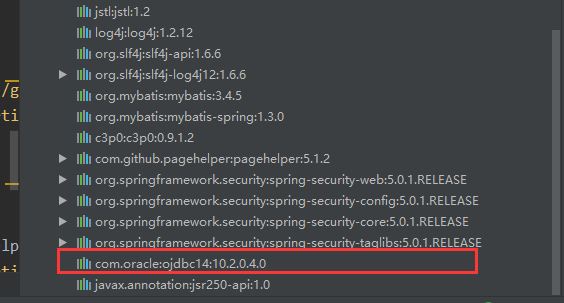 jstl:jstl:1.2
log4j:log4j:1.2.12
org.slf4j:slf4j-api:1.6.6
/g
org.slf4j:slf4j-log4j12:1.6.6
ti
org.mybatis:mybatis:3.4.5
org.mybatis:mybatis-spring:1.3.0
c3p0:c3p0:0.9.1.2
com.github.pagehelper:pagehelper:5.1.2
org.springframework.security:spring-security-web:5.0.1.RELEASE
org.springframework.security:spring-security-config:5.0.1.RELEASE
org.springframework.security:spring-security-core:5.0.1.RELEASE
lp
org.springframework.security:spring-security-taglibs:5.0.1.RELEASE
com.oracle:ojdbc14:10.2.0.4.0
ti
javax.annotation:jsr250-api:1.0